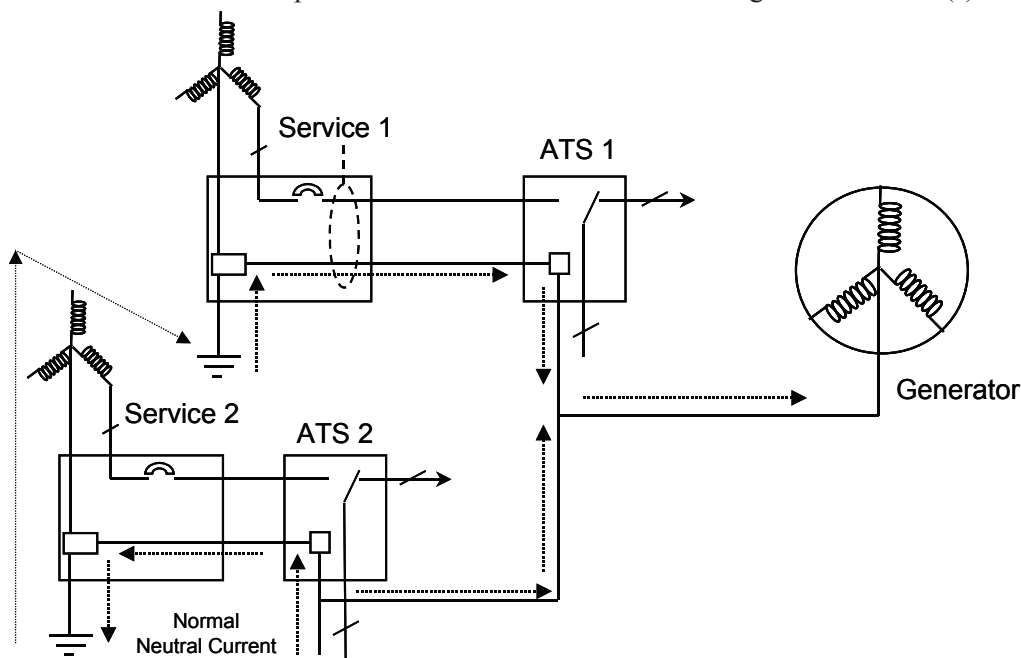 Service 1
ATS 1
Generator
Service 2
ATS 2
Normal
Neutral Current